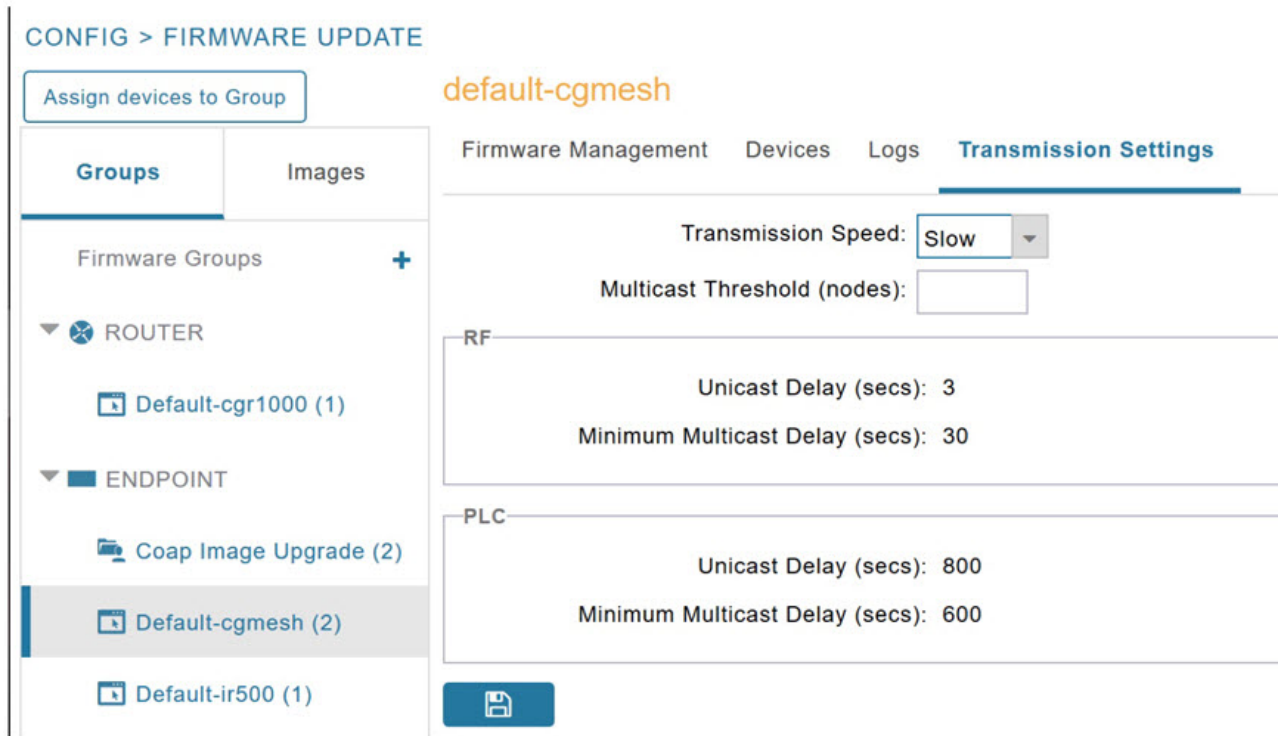 CONFIG > FIRMWARE UPDATE
Assign devices to Group
Groups
Images
Firmware Groups +
ROUTER
Default-cgr1000 (1)
ENDPOINT
Coap Image Upgrade (2)
Default-cgmesh (2)
Default-ir500 (1)
default-cgmesh
Firmware Management Devices Logs Transmission Settings
Transmission Speed: Slow
Multicast Threshold (nodes):
RF
Unicast Delay (secs): 3
Minimum Multicast Delay (secs): 30
PLC
Unicast Delay (secs): 800
Minimum Multicast Delay (secs): 600